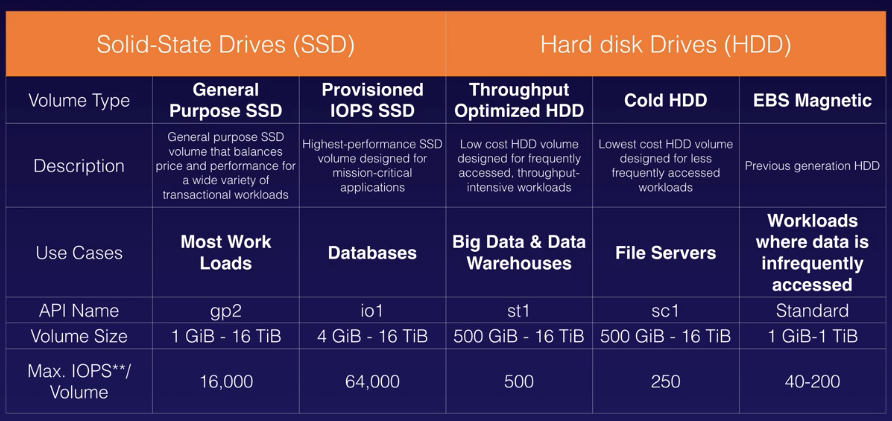 Solid-State Drives (SSD)
Hard disk Drives (HDD)
Volume Type
General
Purpose SSD
Provisioned
IOPS SSD
Throughput
Optimized HDD
Cold HDD
EBS Magnetic
Description
General purpose SSD
volume that balances
price and performance for
a wide variety of
transactional workloads
Highest-performance SSD
volume designed for
mission-critical
applications
Low cost HDD volume
designed for frequently
accessed, throughput-
intensive workloads
Lowest cost HDD volume
designed for less
frequently accessed
workloads
Previous generation HDD
Use Cases
Most Work
Loads
Databases
Big Data & Data
Warehouses
File Servers
Workloads
where data is
infrequently
accessed
API Name
gp2
io1
st1
sc1
Standard
Volume Size
1 GiB - 16 TiB
4 GiB - 16 TiB
500 GiB - 16 TiB
500 GiB - 16 TiB
1 GiB-1 TiB
Max. IOPS**/
Volume
16,000
64,000
500
250
40-200